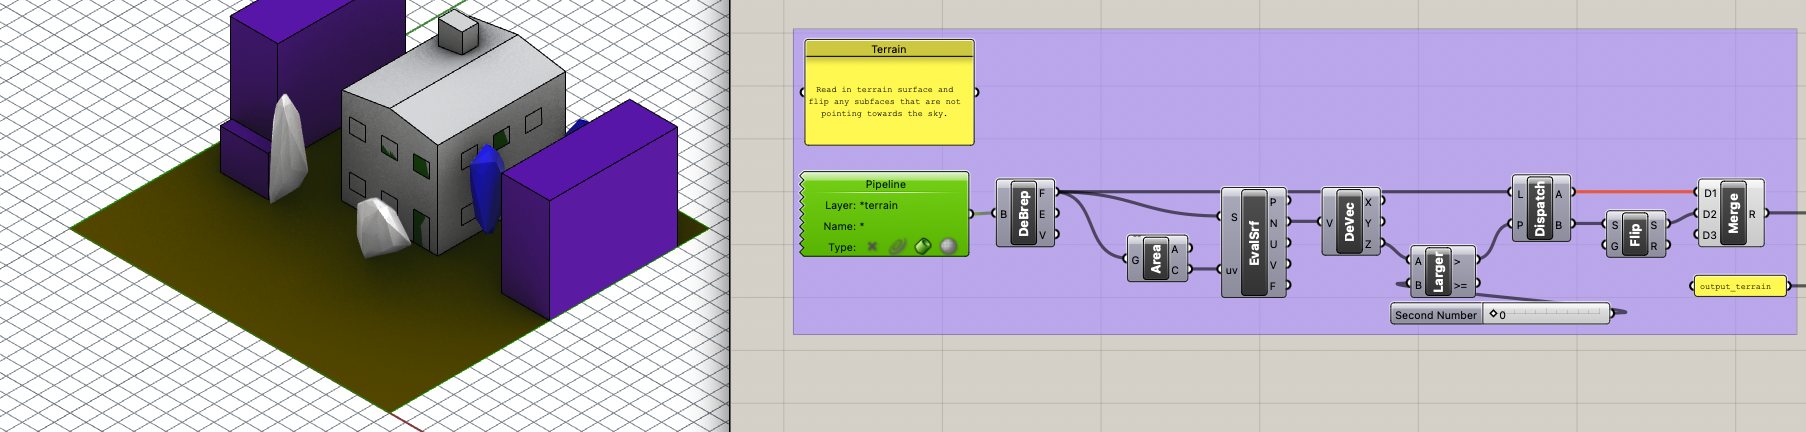 Terrain
Read in terrain surface and
flip any subfaces that are not
pointing towards the sky.
Pipeline
Layer: *terrain
Name: *
Type:
B DeBrep F E V
G Area A C
S uv EvalSrf P N U V F
V DeVec X Y Z
A B Larger > >=
Second Number 0
L P Dispatch A B
S G Flip S R
D1 D2 D3 Merge R
output_terrain